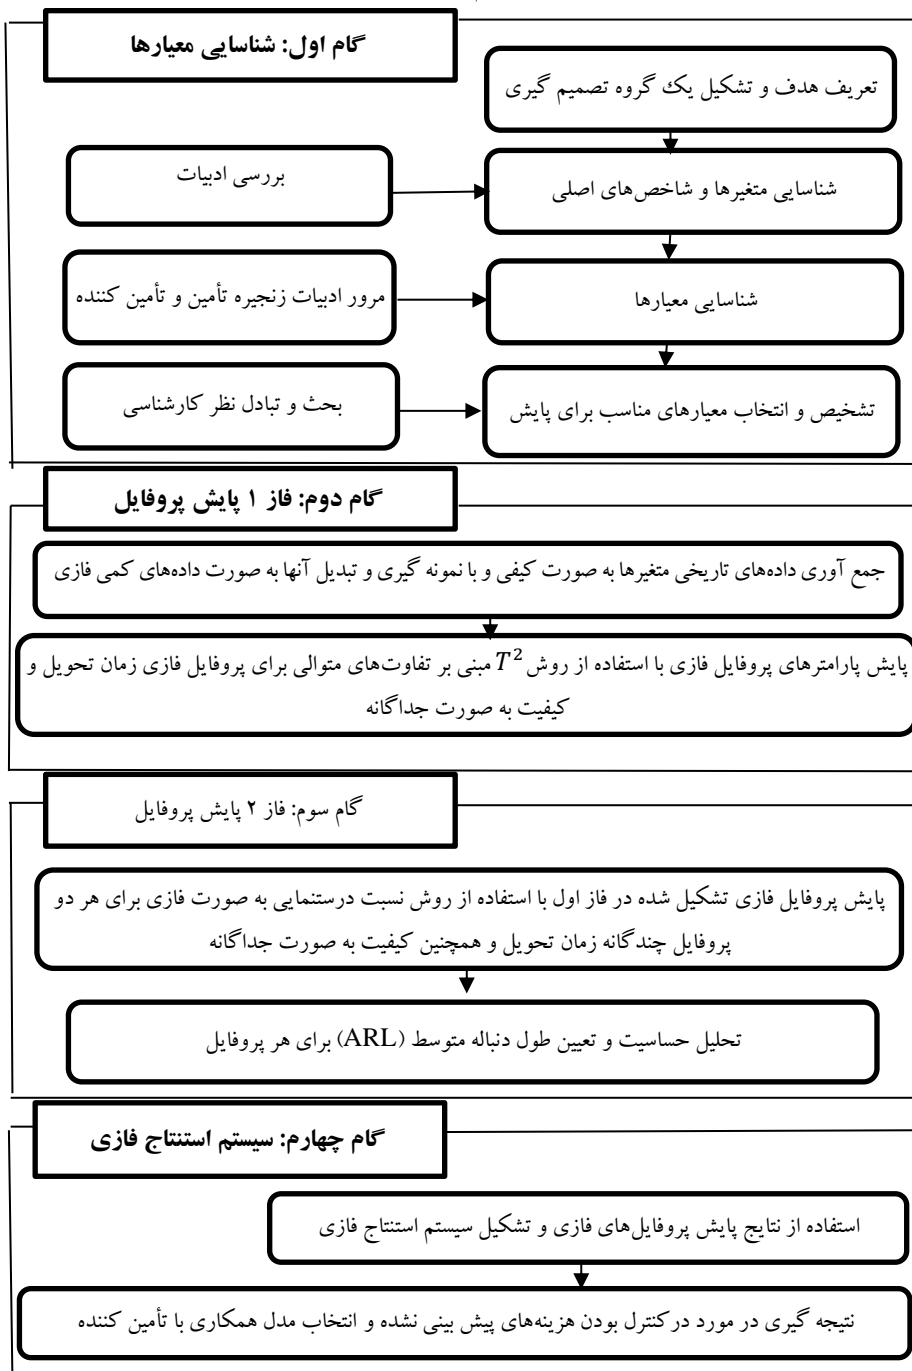 گام اول: شناسایی معیارها
تعریف هدف و تشکیل یک گروه تصمیم گیری
شناسایی متغیرها و شاخص‌های اصلی
بررسی ادبیات
شناسایی معیارها
مرور ادبیات زنجیره تأمین و تأمین کننده
تشخیص و انتخاب معیارهای مناسب برای پایش
بحث و تبادل نظر کارشناسی
گام دوم: فاز ۱ پایش پروفایل
جمع آوری داده‌های تاریخی متغیرها به صورت کیفی و با نمونه گیری و تبدیل آنها به صورت داده‌های کمی فازی
پایش پارامترهای پروفایل فازی با استفاده از روش T² مبنی بر تفاوت‌های متوالی برای پروفایل فازی زمان تحویل و
کیفیت به صورت جداگانه
گام سوم: فاز ۲ پایش پروفایل
پایش پروفایل فازی تشکیل شده در فاز اول با استفاده از روش نسبت درستنمایی به صورت فازی برای هر دو
پروفایل چندگانه زمان تحویل و همچنین کیفیت به صورت جداگانه
تحلیل حساسیت و تعیین طول دنباله متوسط (ARL) برای هر پروفایل
گام چهارم: سیستم استنتاج فازی
استفاده از نتایج پایش پروفایل‌های فازی و تشکیل سیستم استنتاج فازی
نتیجه گیری در مورد درکنترل بودن هزینه‌های پیش بینی نشده و انتخاب مدل همکاری با تأمین کننده